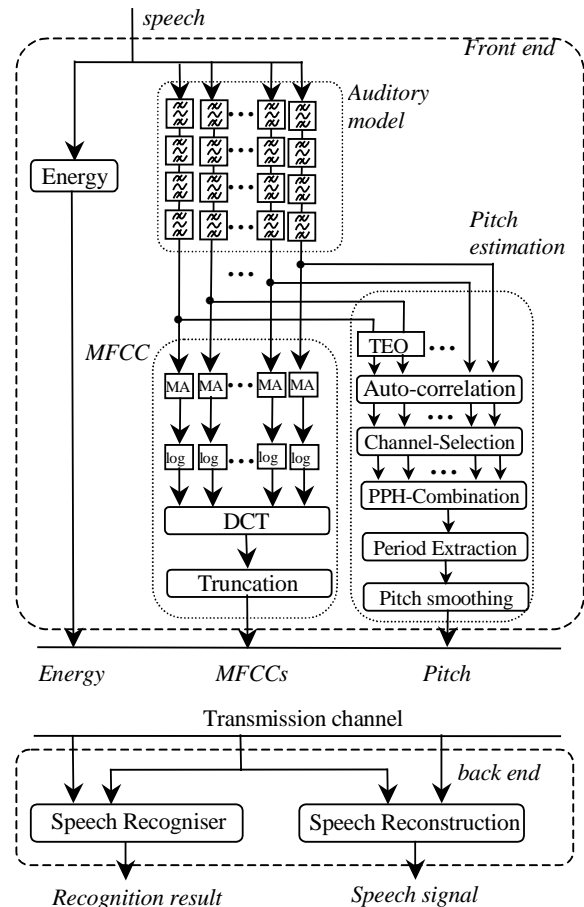 speech
Front end
Auditory
model
Energy
Pitch
estimation
MFCC
TEO
MA MA MA MA
Auto-correlation
Channel-Selection
log log log log
PPH-Combination
DCT
Period Extraction
Truncation
Pitch smoothing
Energy MFCCs Pitch
Transmission channel
back end
Speech Recogniser Speech Reconstruction
Recognition result Speech signal